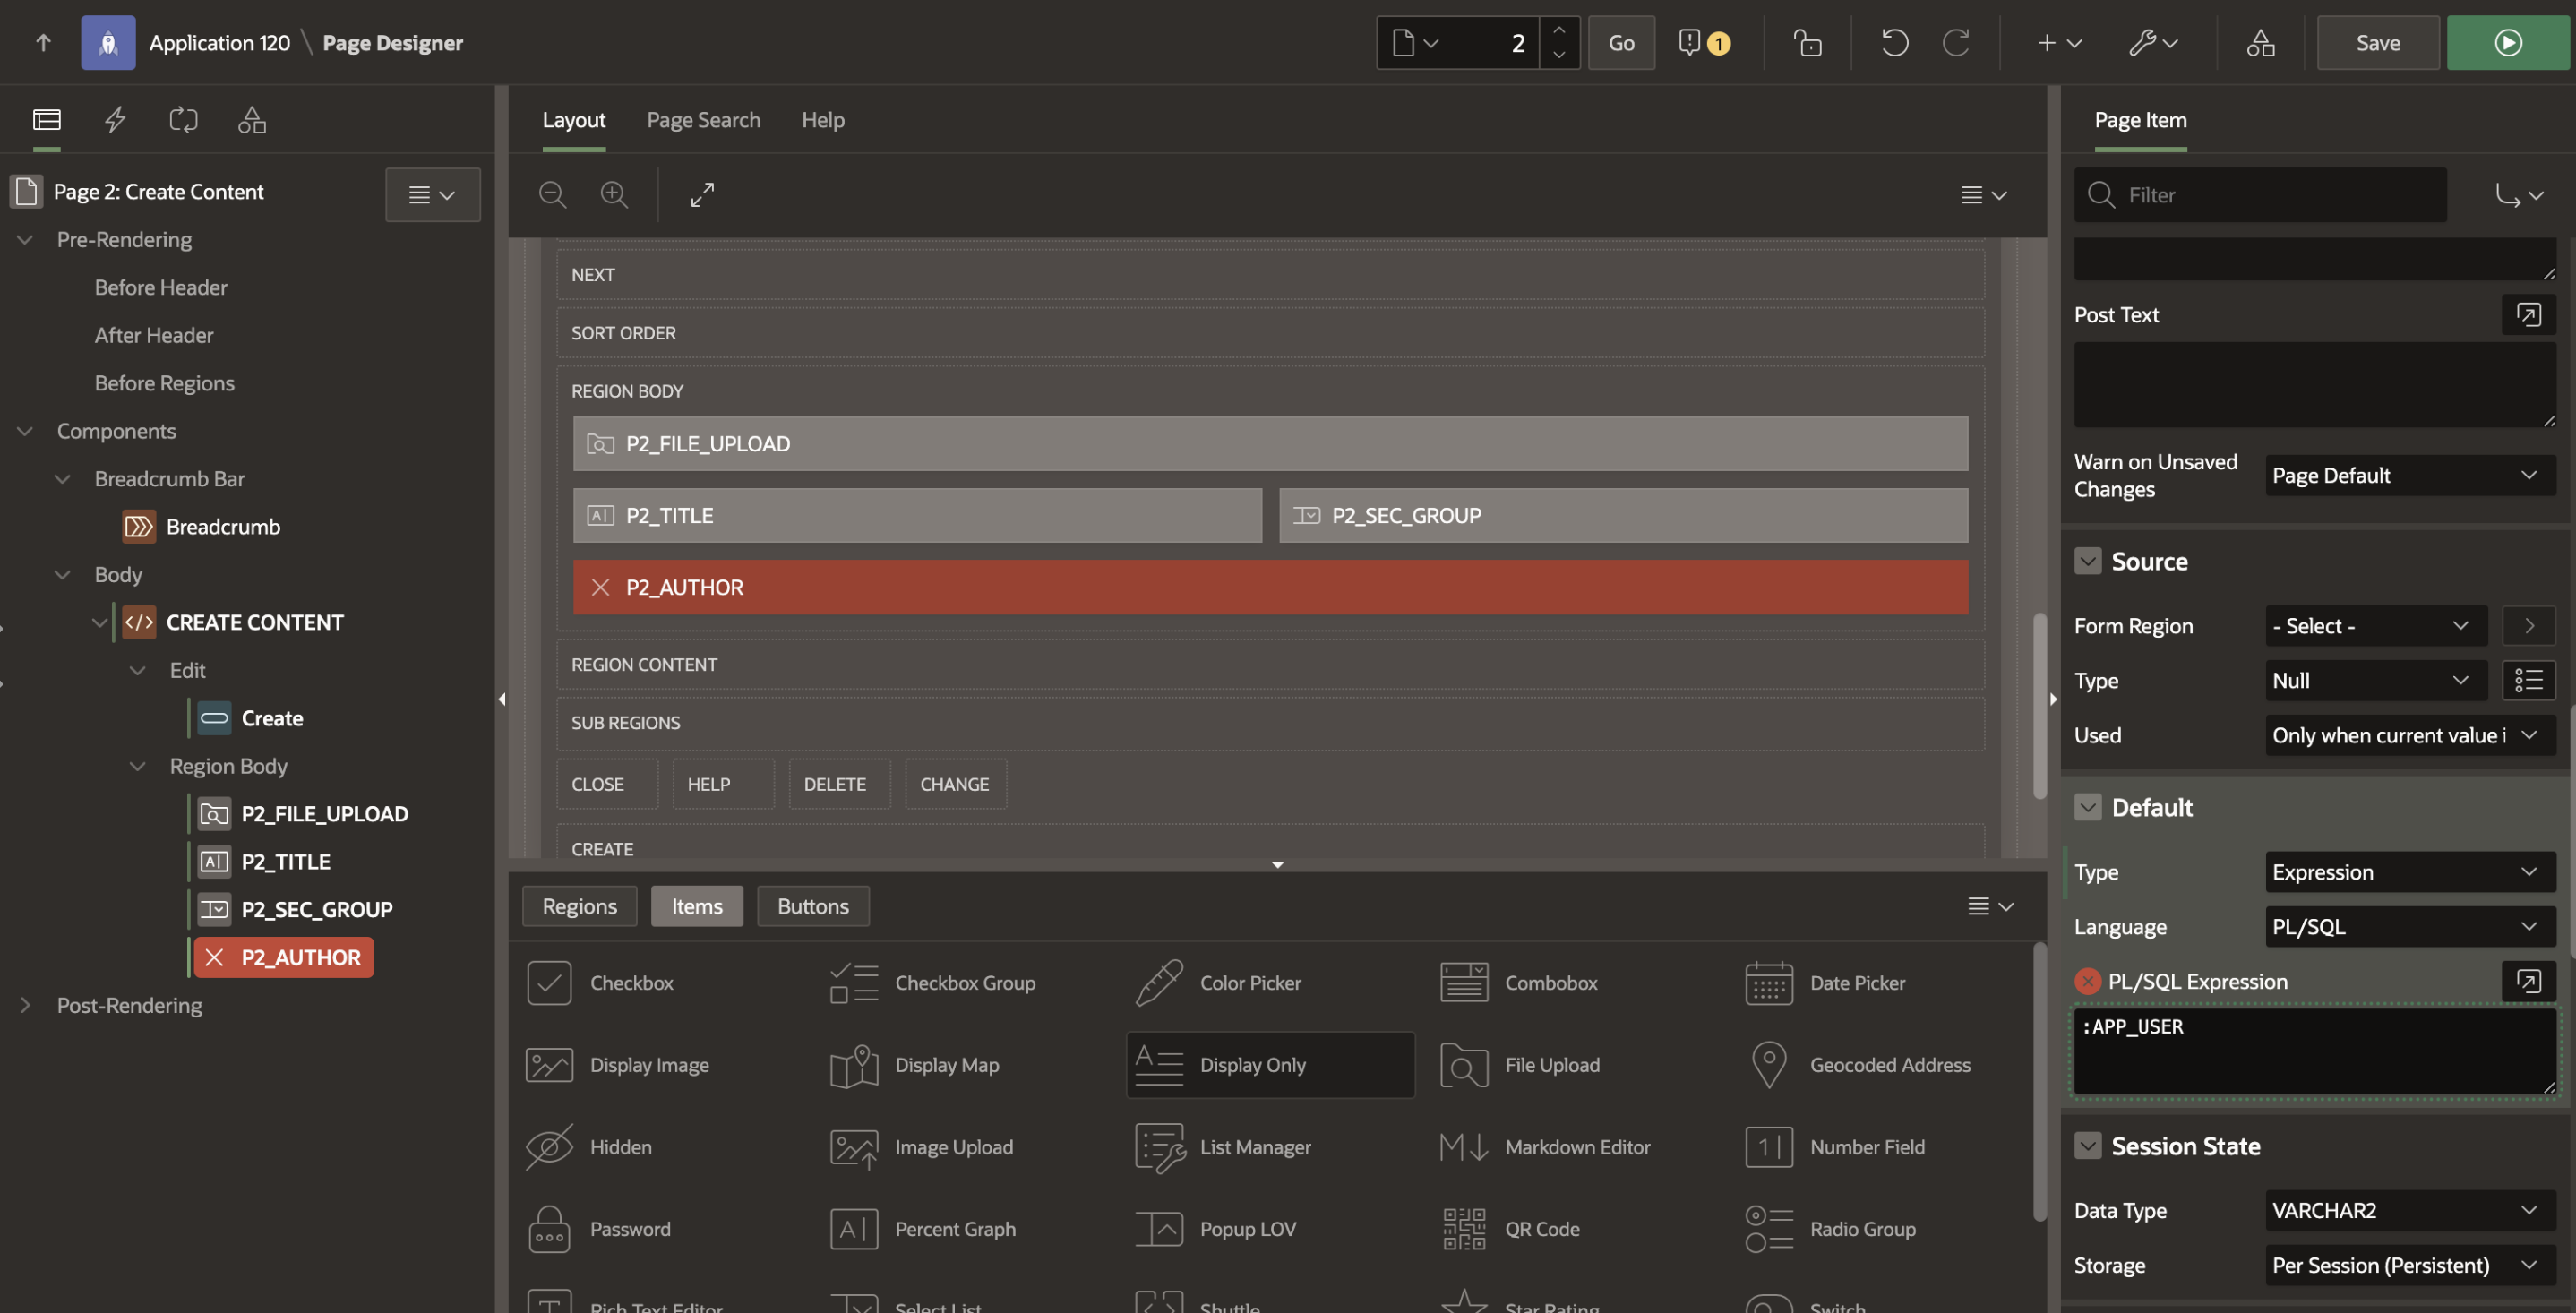 Application 120 \ Page Designer
2
Go
1
Save
Page 2: Create Content
Pre-Rendering
Before Header
After Header
Before Regions
Components
Breadcrumb Bar
Breadcrumb
Body
CREATE CONTENT
Edit
Create
Region Body
P2_FILE_UPLOAD
P2_TITLE
P2_SEC_GROUP
P2_AUTHOR
Post-Rendering
Layout Page Search Help
NEXT
SORT ORDER
REGION BODY
P2_FILE_UPLOAD
P2_TITLE P2_SEC_GROUP
P2_AUTHOR
REGION CONTENT
SUB REGIONS
CLOSE HELP DELETE CHANGE
CREATE
Regions Items Buttons
Checkbox Checkbox Group Color Picker Combobox Date Picker
Display Image Display Map Display Only File Upload Geocoded Address
Hidden Image Upload List Manager Markdown Editor Number Field
Password Percent Graph Popup LOV QR Code Radio Group
Rich Text Editor Select List Shuttle Star Rating Switch
Page Item
Filter
Post Text
Warn on Unsaved
Changes
Page Default
Source
Form Region - Select -
Type Null
Used Only when current value i
Default
Type Expression
Language PL/SQL
PL/SQL Expression
:APP_USER
Session State
Data Type VARCHAR2
Storage Per Session (Persistent)